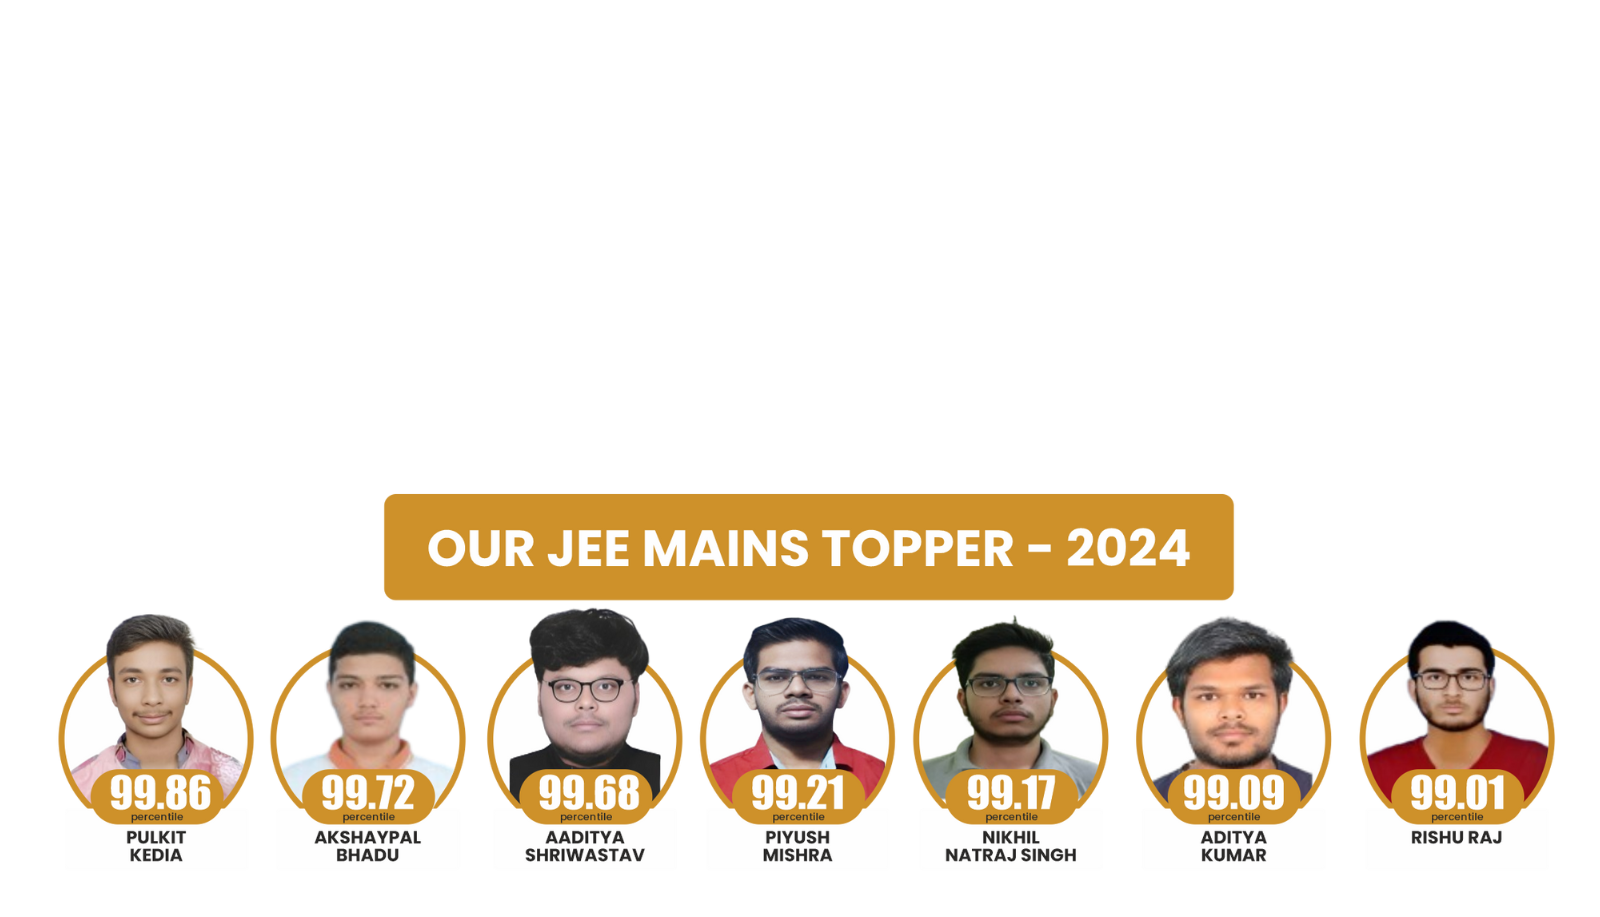 OUR JEE MAINS TOPPER - 2024
99.86
percentile
PULKIT
KEDIA
99.72
percentile
AKSHAYPAL
BHADU
99.68
percentile
AADITYA
SHRIWASTAV
99.21
percentile
PIYUSH
MISHRA
99.17
percentile
NIKHIL
NATRAJ SINGH
99.09
percentile
ADITYA
KUMAR
99.01
percentile
RISHU RAJ